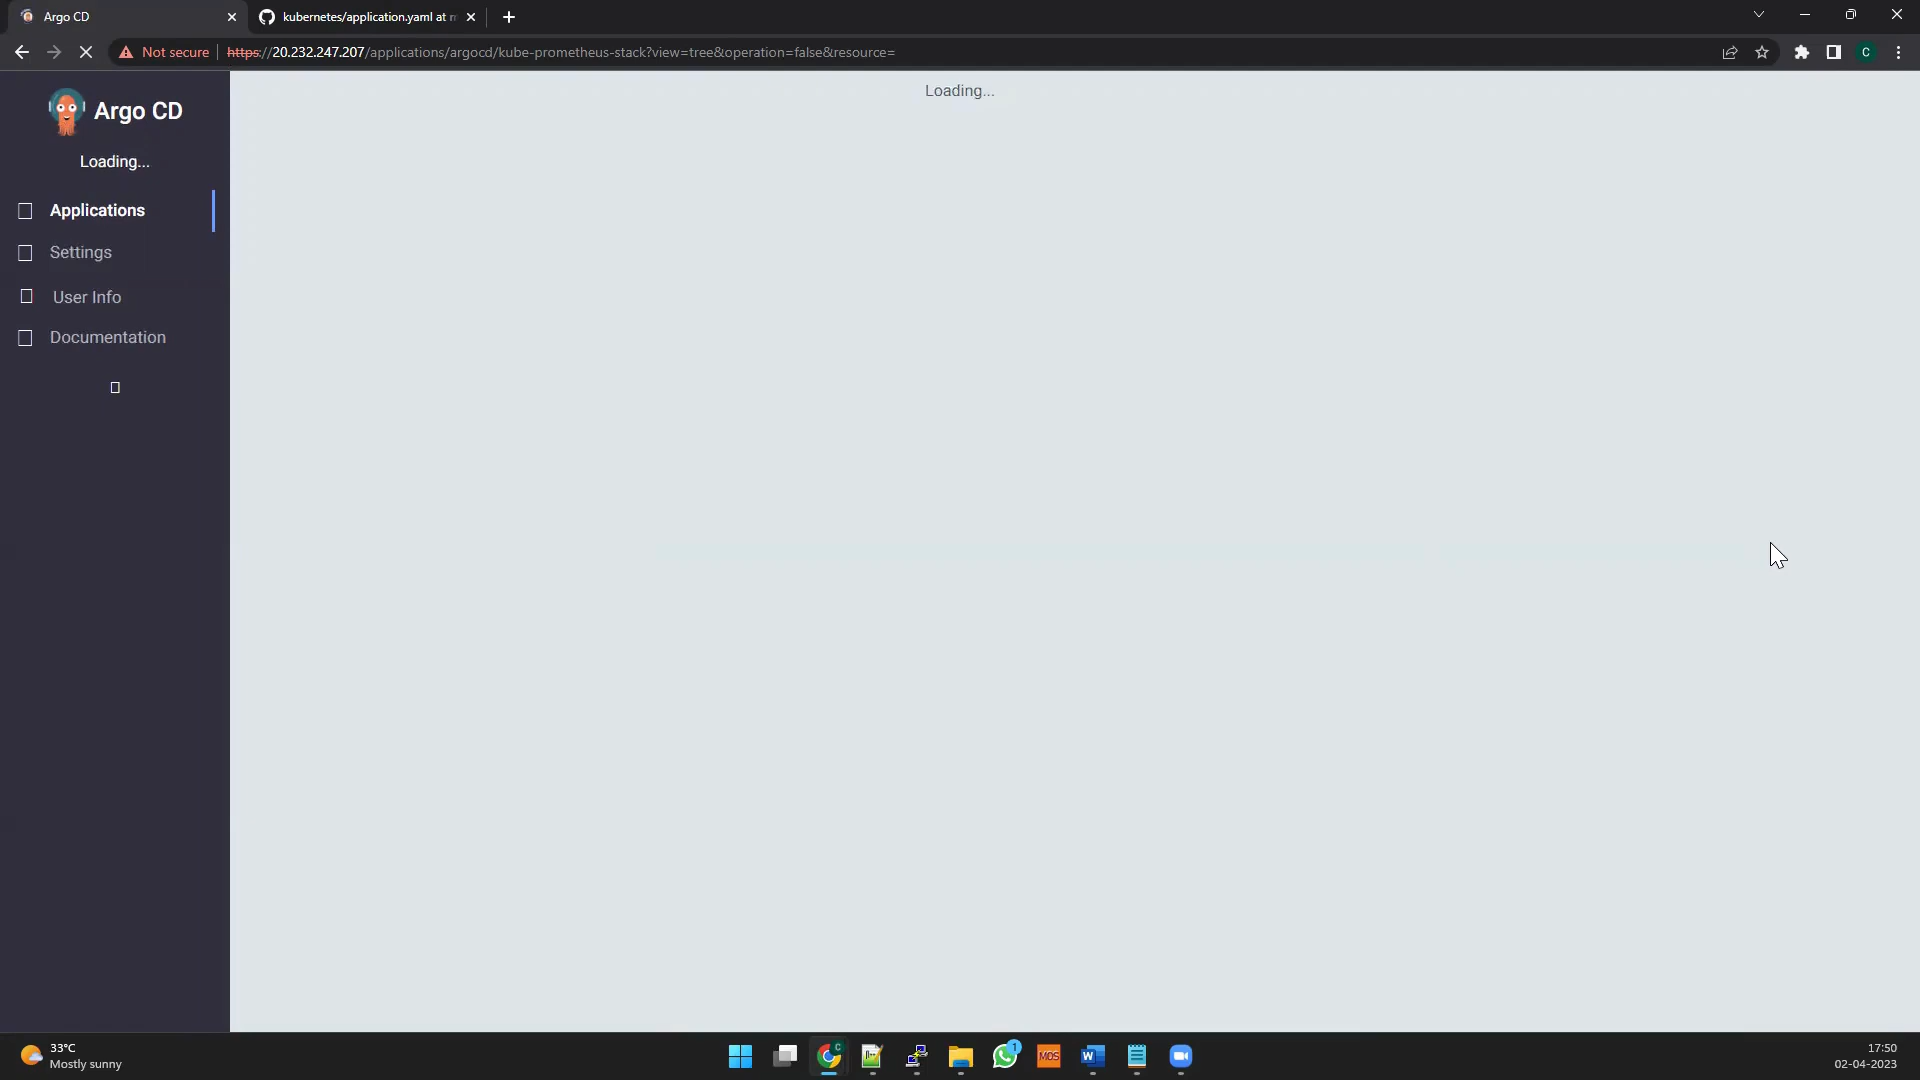 Argo CD
kubernetes/application.yaml at m
Not secure
https://20.232.247.207/applications/argocd/kube-prometheus-stack?view=tree&operation=false&resource=
C
Argo CD
Loading...
Loading...
Applications
Settings
User Info
Documentation
33°C
Mostly sunny
C
1
MOS
W
17:50
02-04-2023